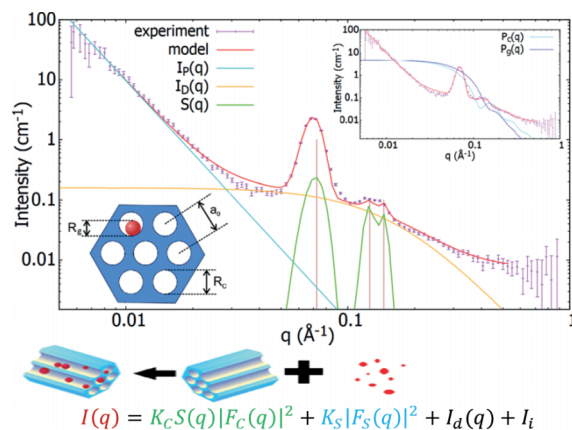 experiment
model
I_P(q)
I_D(q)
S(q)
Intensity (cm⁻¹)
100
10
1
0.1
0.01
0.01
0.1
1
q (Å⁻¹)
P_c(q)
P_g(q)
Intensity (cm⁻¹)
100
10
1
0.1
0.01
0.01
0.1
1
q (Å⁻¹)
R_g
a₀
R_c
I(q) = K_C S(q)|F_C(q)|² + K_S|F_S(q)|² + I_d(q) + I_i